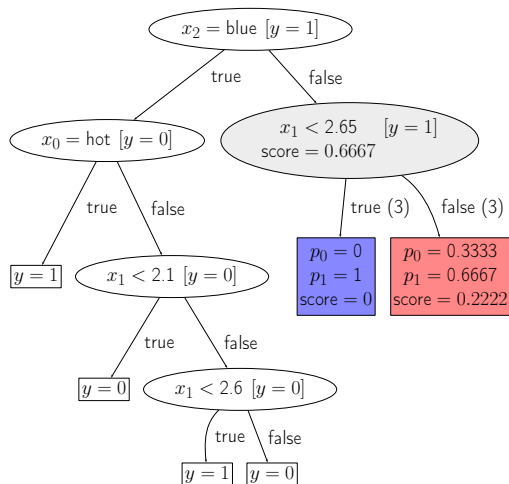 x₂ = blue [y = 1]
true
false
x₀ = hot [y = 0]
x₁ < 2.65 [y = 1]
score = 0.6667
true
false
true (3)
false (3)
y = 1
x₁ < 2.1 [y = 0]
p₀ = 0
p₁ = 1
score = 0
p₀ = 0.3333
p₁ = 0.6667
score = 0.2222
true
false
y = 0
x₁ < 2.6 [y = 0]
true
false
y = 1
y = 0